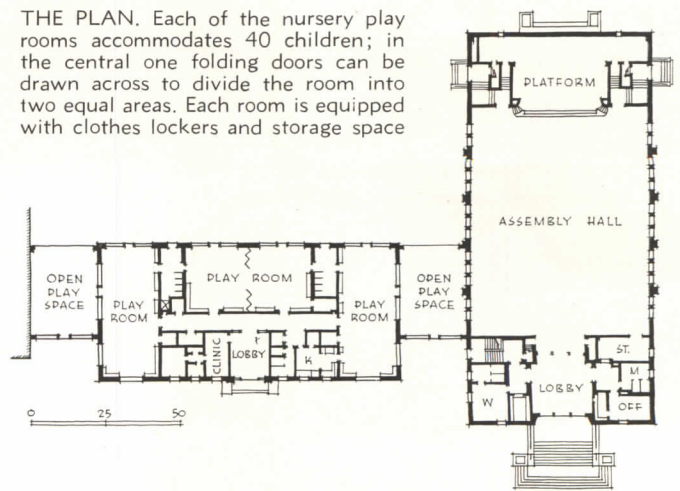 THE PLAN. Each of the nursery play
rooms accommodates 40 children; in
the central one folding doors can be
drawn across to divide the room into
two equal areas. Each room is equipped
with clothes lockers and storage space
PLATFORM
ASSEMBLY HALL
OPEN
PLAY
SPACE
PLAY
ROOM
PLAY ROOM
PLAY
ROOM
OPEN
PLAY
SPACE
CLINIC
LOBBY
K
ST.
LOBBY
M
W
OFF
0 25 50